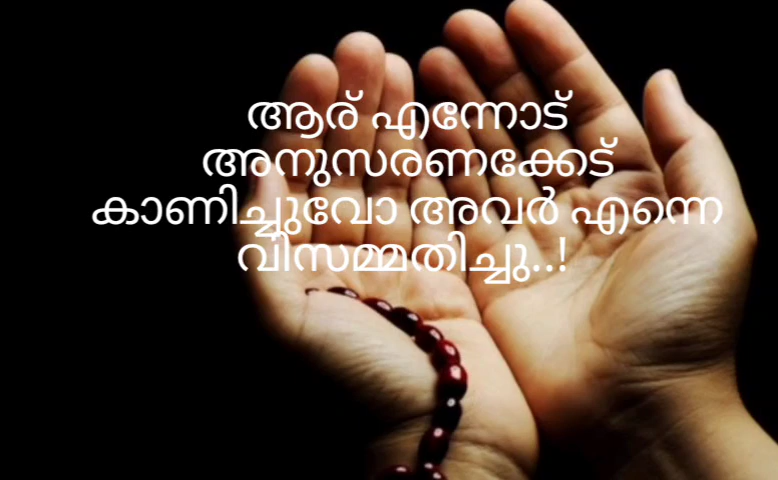 ആര് എന്നോട്
അനുസരണക്കേട്
കാണിച്ചുവോ അവർ എന്നെ
വിസമ്മതിച്ചു..!